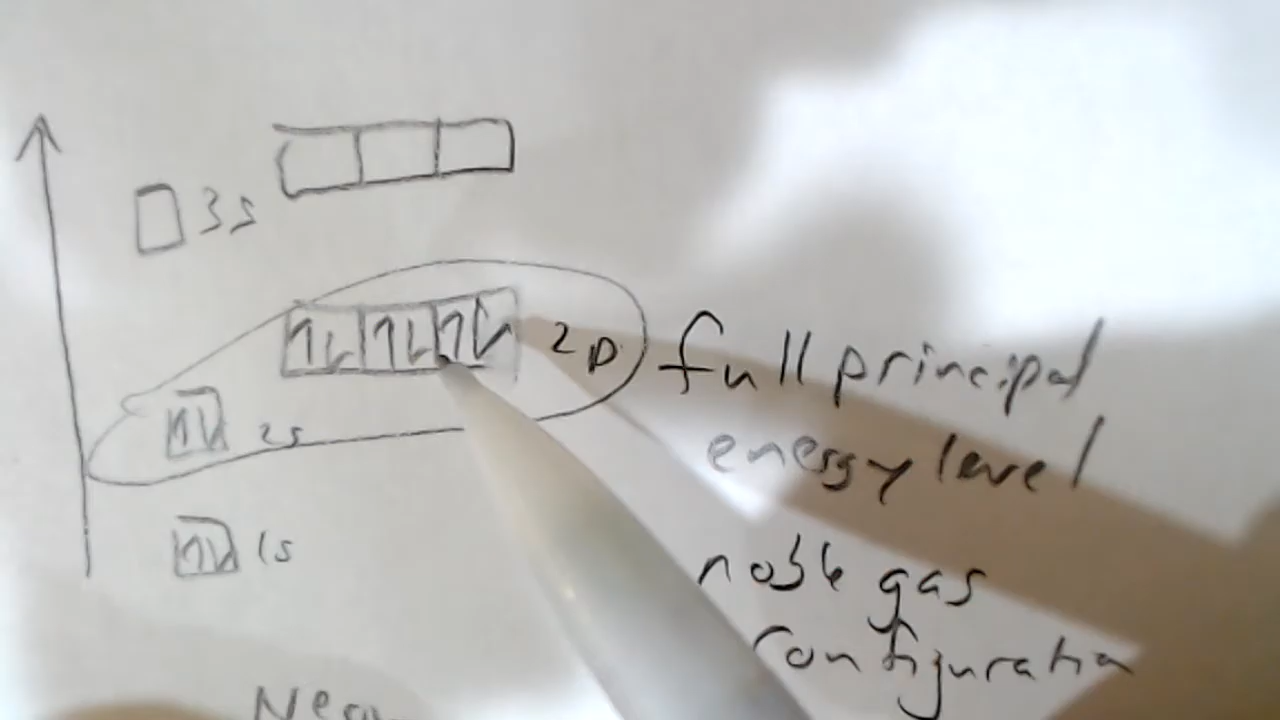 3s
2p
full principal
energy level
2s
noble gas
1s
configuration